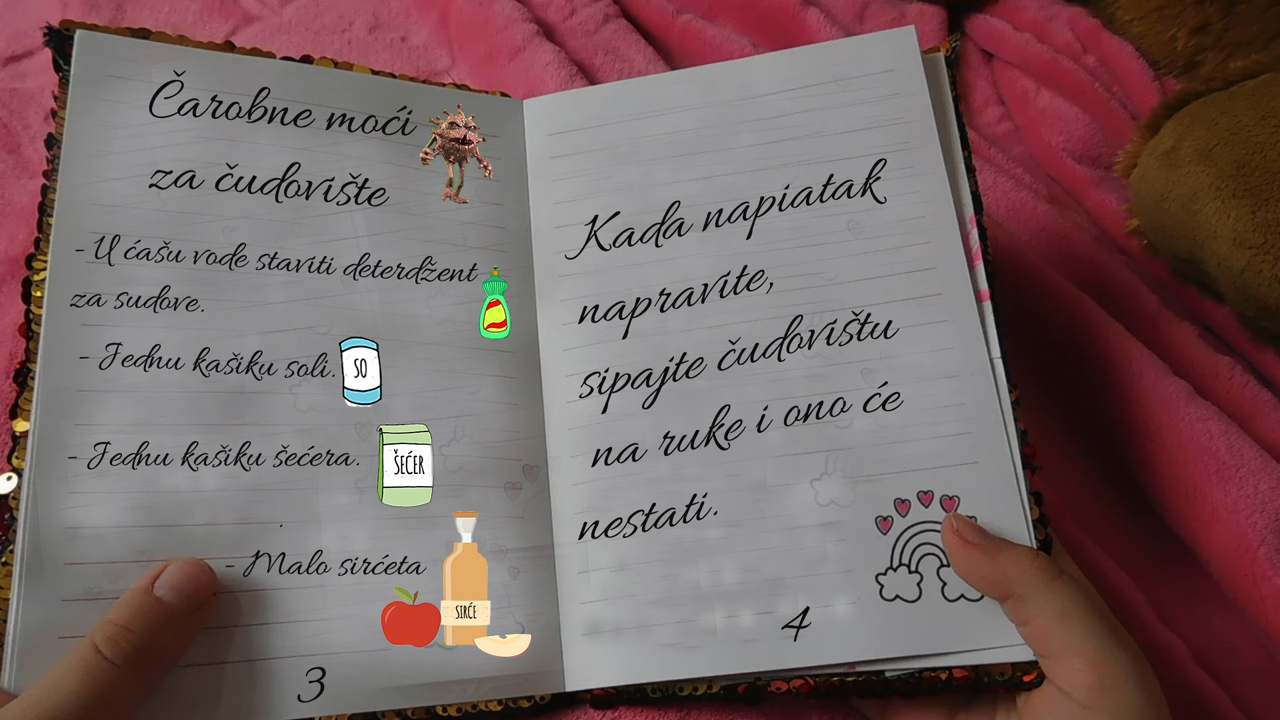 Čarobne moći
za čudovište
- U ćašu vode staviti deterdžent
za sudove.
- Jednu kašiku soli.
SO
- Jednu kašiku šećera.
ŠEĆER
- Malo sirćeta
SIRĆE
3
Kada napiatak
napravite,
sipajte čudovištu
na ruke i ono će
nestati.
4